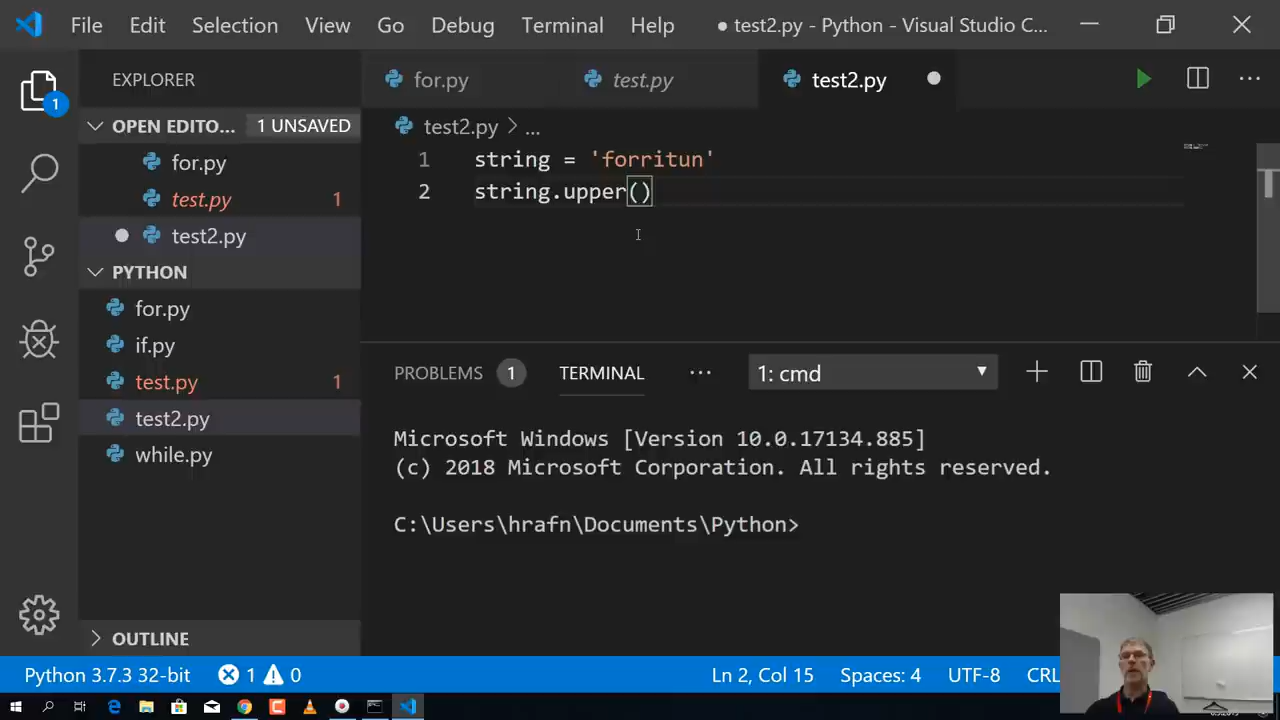 File Edit Selection View Go Debug Terminal Help ● test2.py - Python - Visual Studio C...
EXPLORER
OPEN EDITO... 1 UNSAVED
for.py
test.py 1
test2.py
PYTHON
for.py
if.py
test.py 1
test2.py
while.py
OUTLINE
1
for.py test.py test2.py
test2.py > ...
1 string = 'forritun'
2 string.upper()
PROBLEMS 1 TERMINAL ... 1: cmd
Microsoft Windows [Version 10.0.17134.885]
(c) 2018 Microsoft Corporation. All rights reserved.
C:\Users\hrafn\Documents\Python>
Python 3.7.3 32-bit 1 0 Ln 2, Col 15 Spaces: 4 UTF-8 CRL